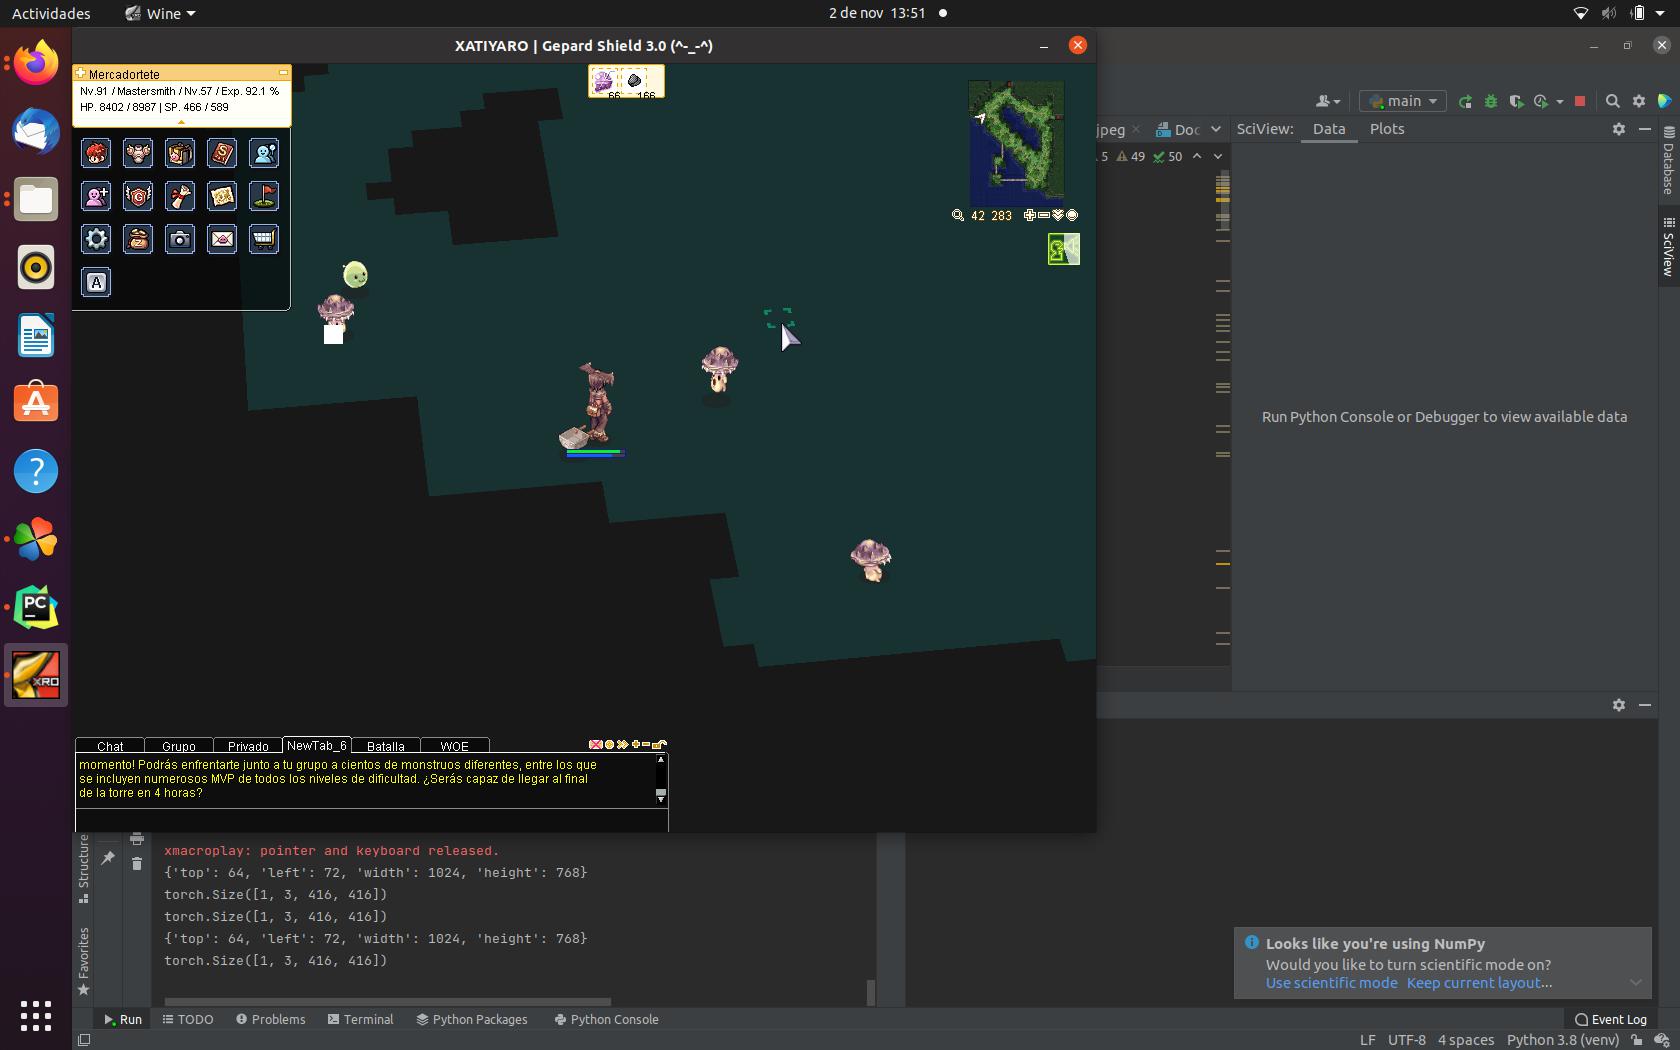 Actividades
Wine
2 de nov 13:51
XATIYARO | Gepard Shield 3.0 (^-_-^)
Mercadortete
Nv.91 / Mastersmith / Nv.57 / Exp. 92.1 %
HP. 8402 / 8987 | SP. 466 / 589
66
166
42 283
main
jpeg
Doc
SciView:
Data
Plots
5
49
50
Database
SciView
Run Python Console or Debugger to view available data
A
PC
XRO
Chat
Grupo
Privado
NewTab_6
Batalla
WOE
momento! Podrás enfrentarte junto a tu grupo a cientos de monstruos diferentes, entre los que
se incluyen numerosos MVP de todos los niveles de dificultad. ¿Serás capaz de llegar al final
de la torre en 4 horas?
Structure
Favorites
xmacroplay: pointer and keyboard released.
{'top': 64, 'left': 72, 'width': 1024, 'height': 768}
torch.Size([1, 3, 416, 416])
torch.Size([1, 3, 416, 416])
{'top': 64, 'left': 72, 'width': 1024, 'height': 768}
torch.Size([1, 3, 416, 416])
Looks like you're using NumPy
Would you like to turn scientific mode on?
Use scientific mode Keep current layout...
Run
TODO
Problems
Terminal
Python Packages
Python Console
Event Log
LF UTF-8 4 spaces Python 3.8 (venv)